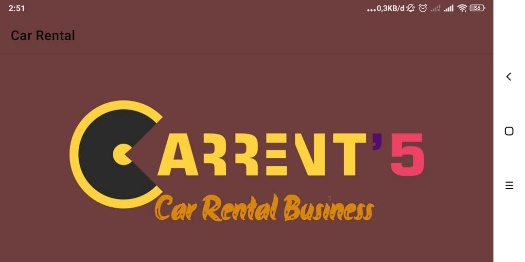 2:51
...0,3KB/d
Car Rental
CARRENT'5
Car Rental Business